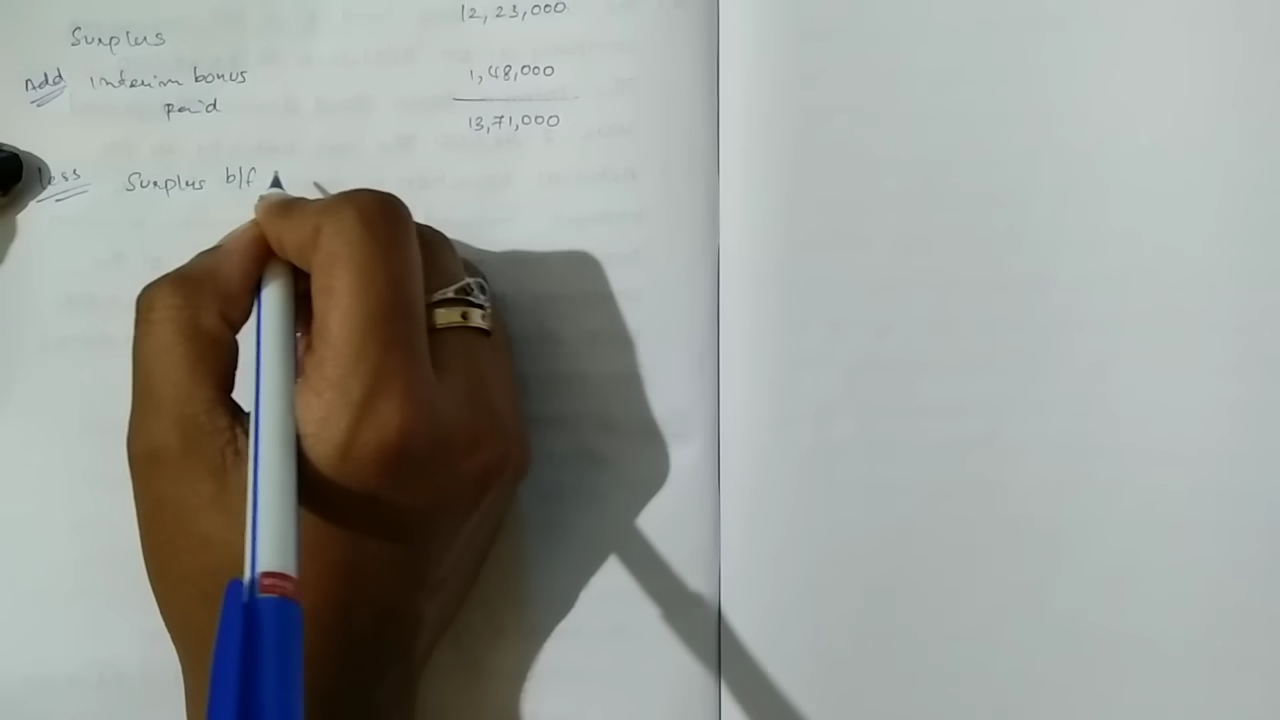 Surplus 12,23,000
Add Interim bonus 1,48,000
paid
13,71,000
Less Surplus b/f